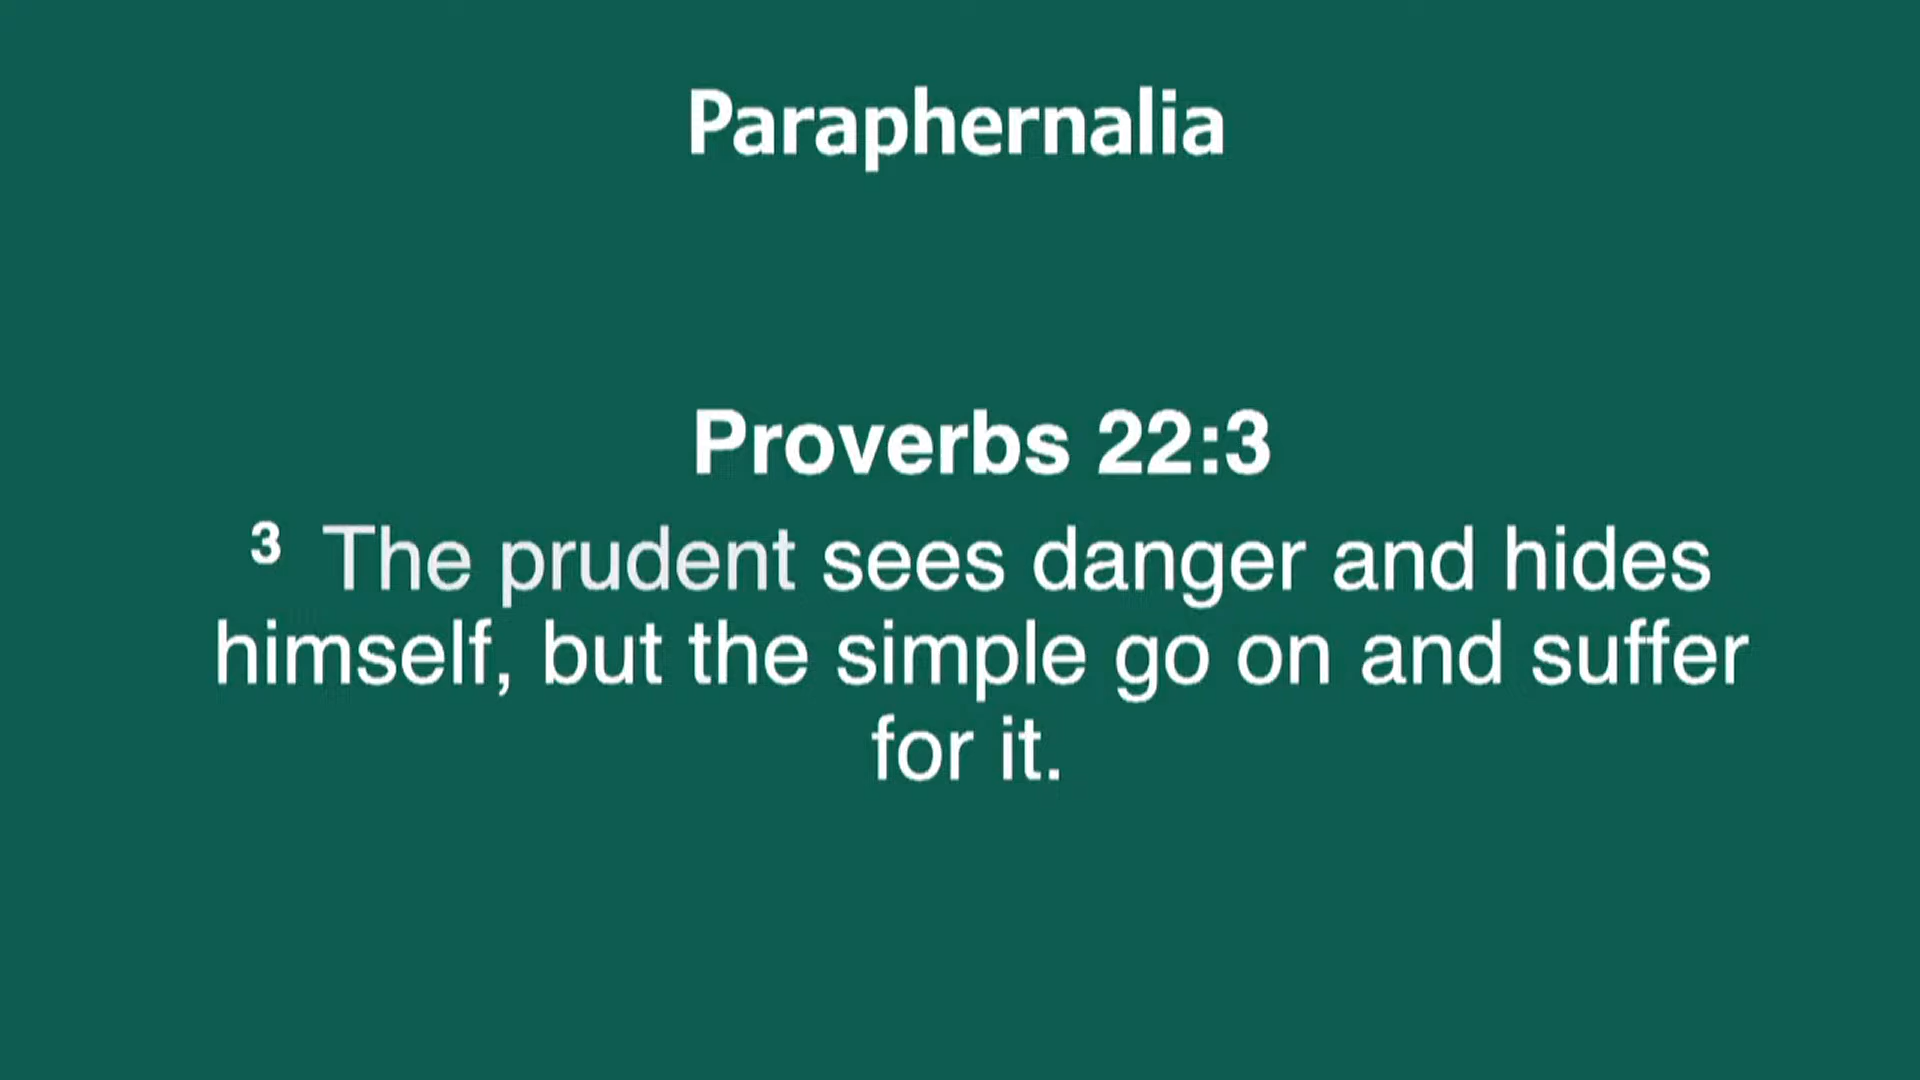 Paraphernalia
Proverbs 22:3
3 The prudent sees danger and hides
himself, but the simple go on and suffer
for it.